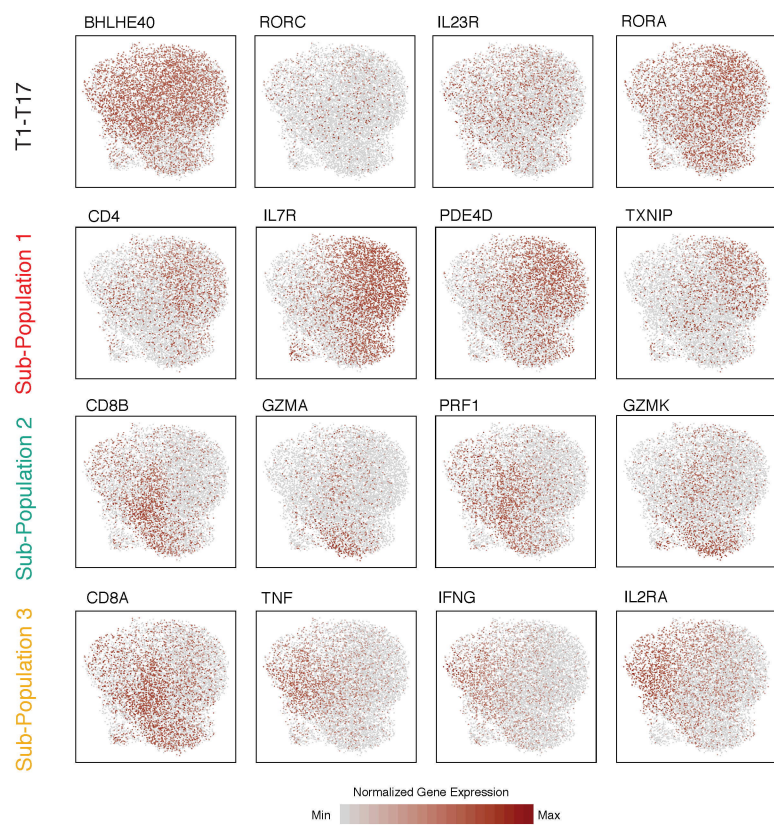 BHLHE40 RORC IL23R RORA
T1-T17
CD4 IL7R PDE4D TXNIP
Sub-Population 1
CD8B GZMA PRF1 GZMK
Sub-Population 2
CD8A TNF IFNG IL2RA
Sub-Population 3
Normalized Gene Expression
Min Max